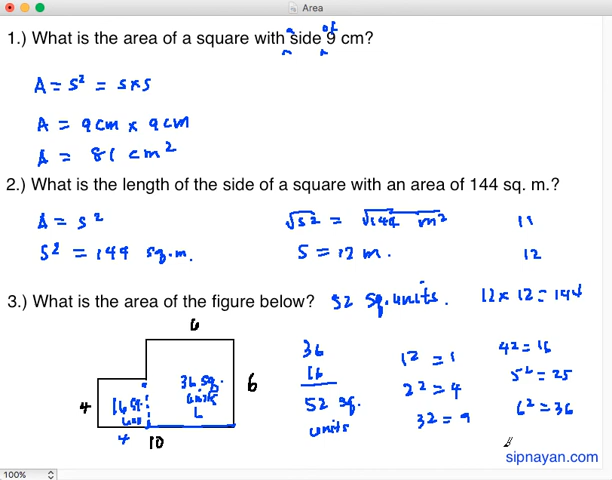 Area
1.) What is the area of a square with a side of 9 cm?
A = s² = s × s
A = 9cm × 9cm
A = 81 cm²
2.) What is the length of the side of a square with an area of 144 sq. m.?
A = s²
√s² = √144 m²
11
s² = 144 sq.m.
s = 12 m.
12
3.) What is the area of the figure below? 52 sq.units.
12 × 12 = 144
6
36
16
52 sq.
units
1² = 1
2² = 4
3² = 9
4² = 16
5² = 25
6² = 36
36 sq.
units
6
4
16 sq.
4
10
sipnayan.com
100%